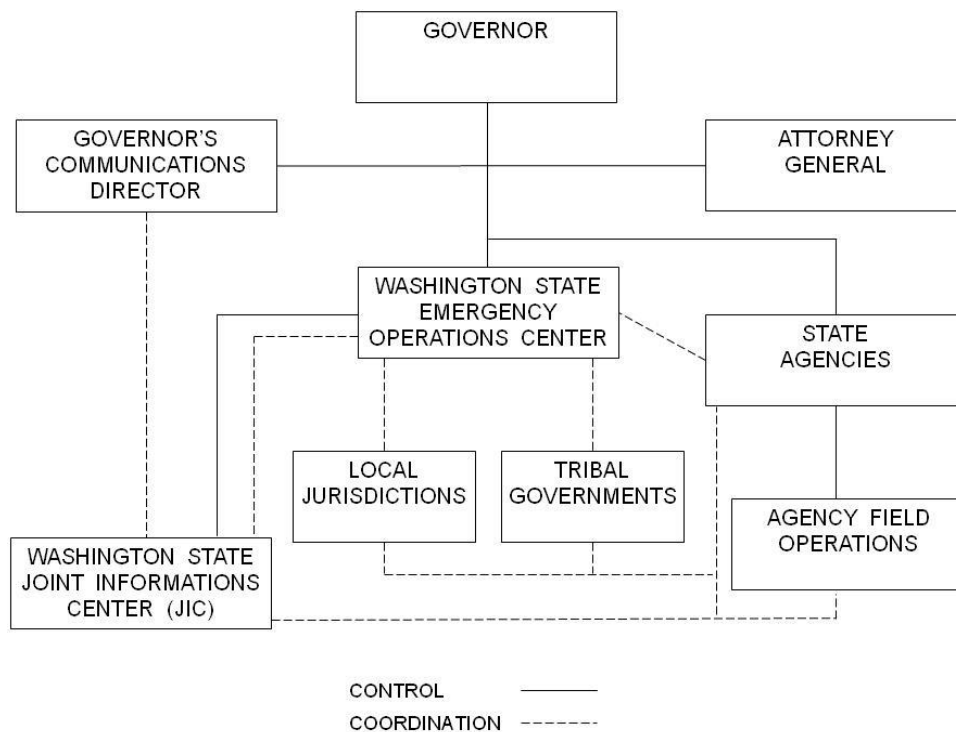 GOVERNOR
GOVERNOR'S
COMMUNICATIONS
DIRECTOR
ATTORNEY
GENERAL
WASHINGTON STATE
EMERGENCY
OPERATIONS CENTER
STATE
AGENCIES
LOCAL
JURISDICTIONS
TRIBAL
GOVERNMENTS
AGENCY FIELD
OPERATIONS
WASHINGTON STATE
JOINT INFORMATIONS
CENTER (JIC)
CONTROL
COORDINATION